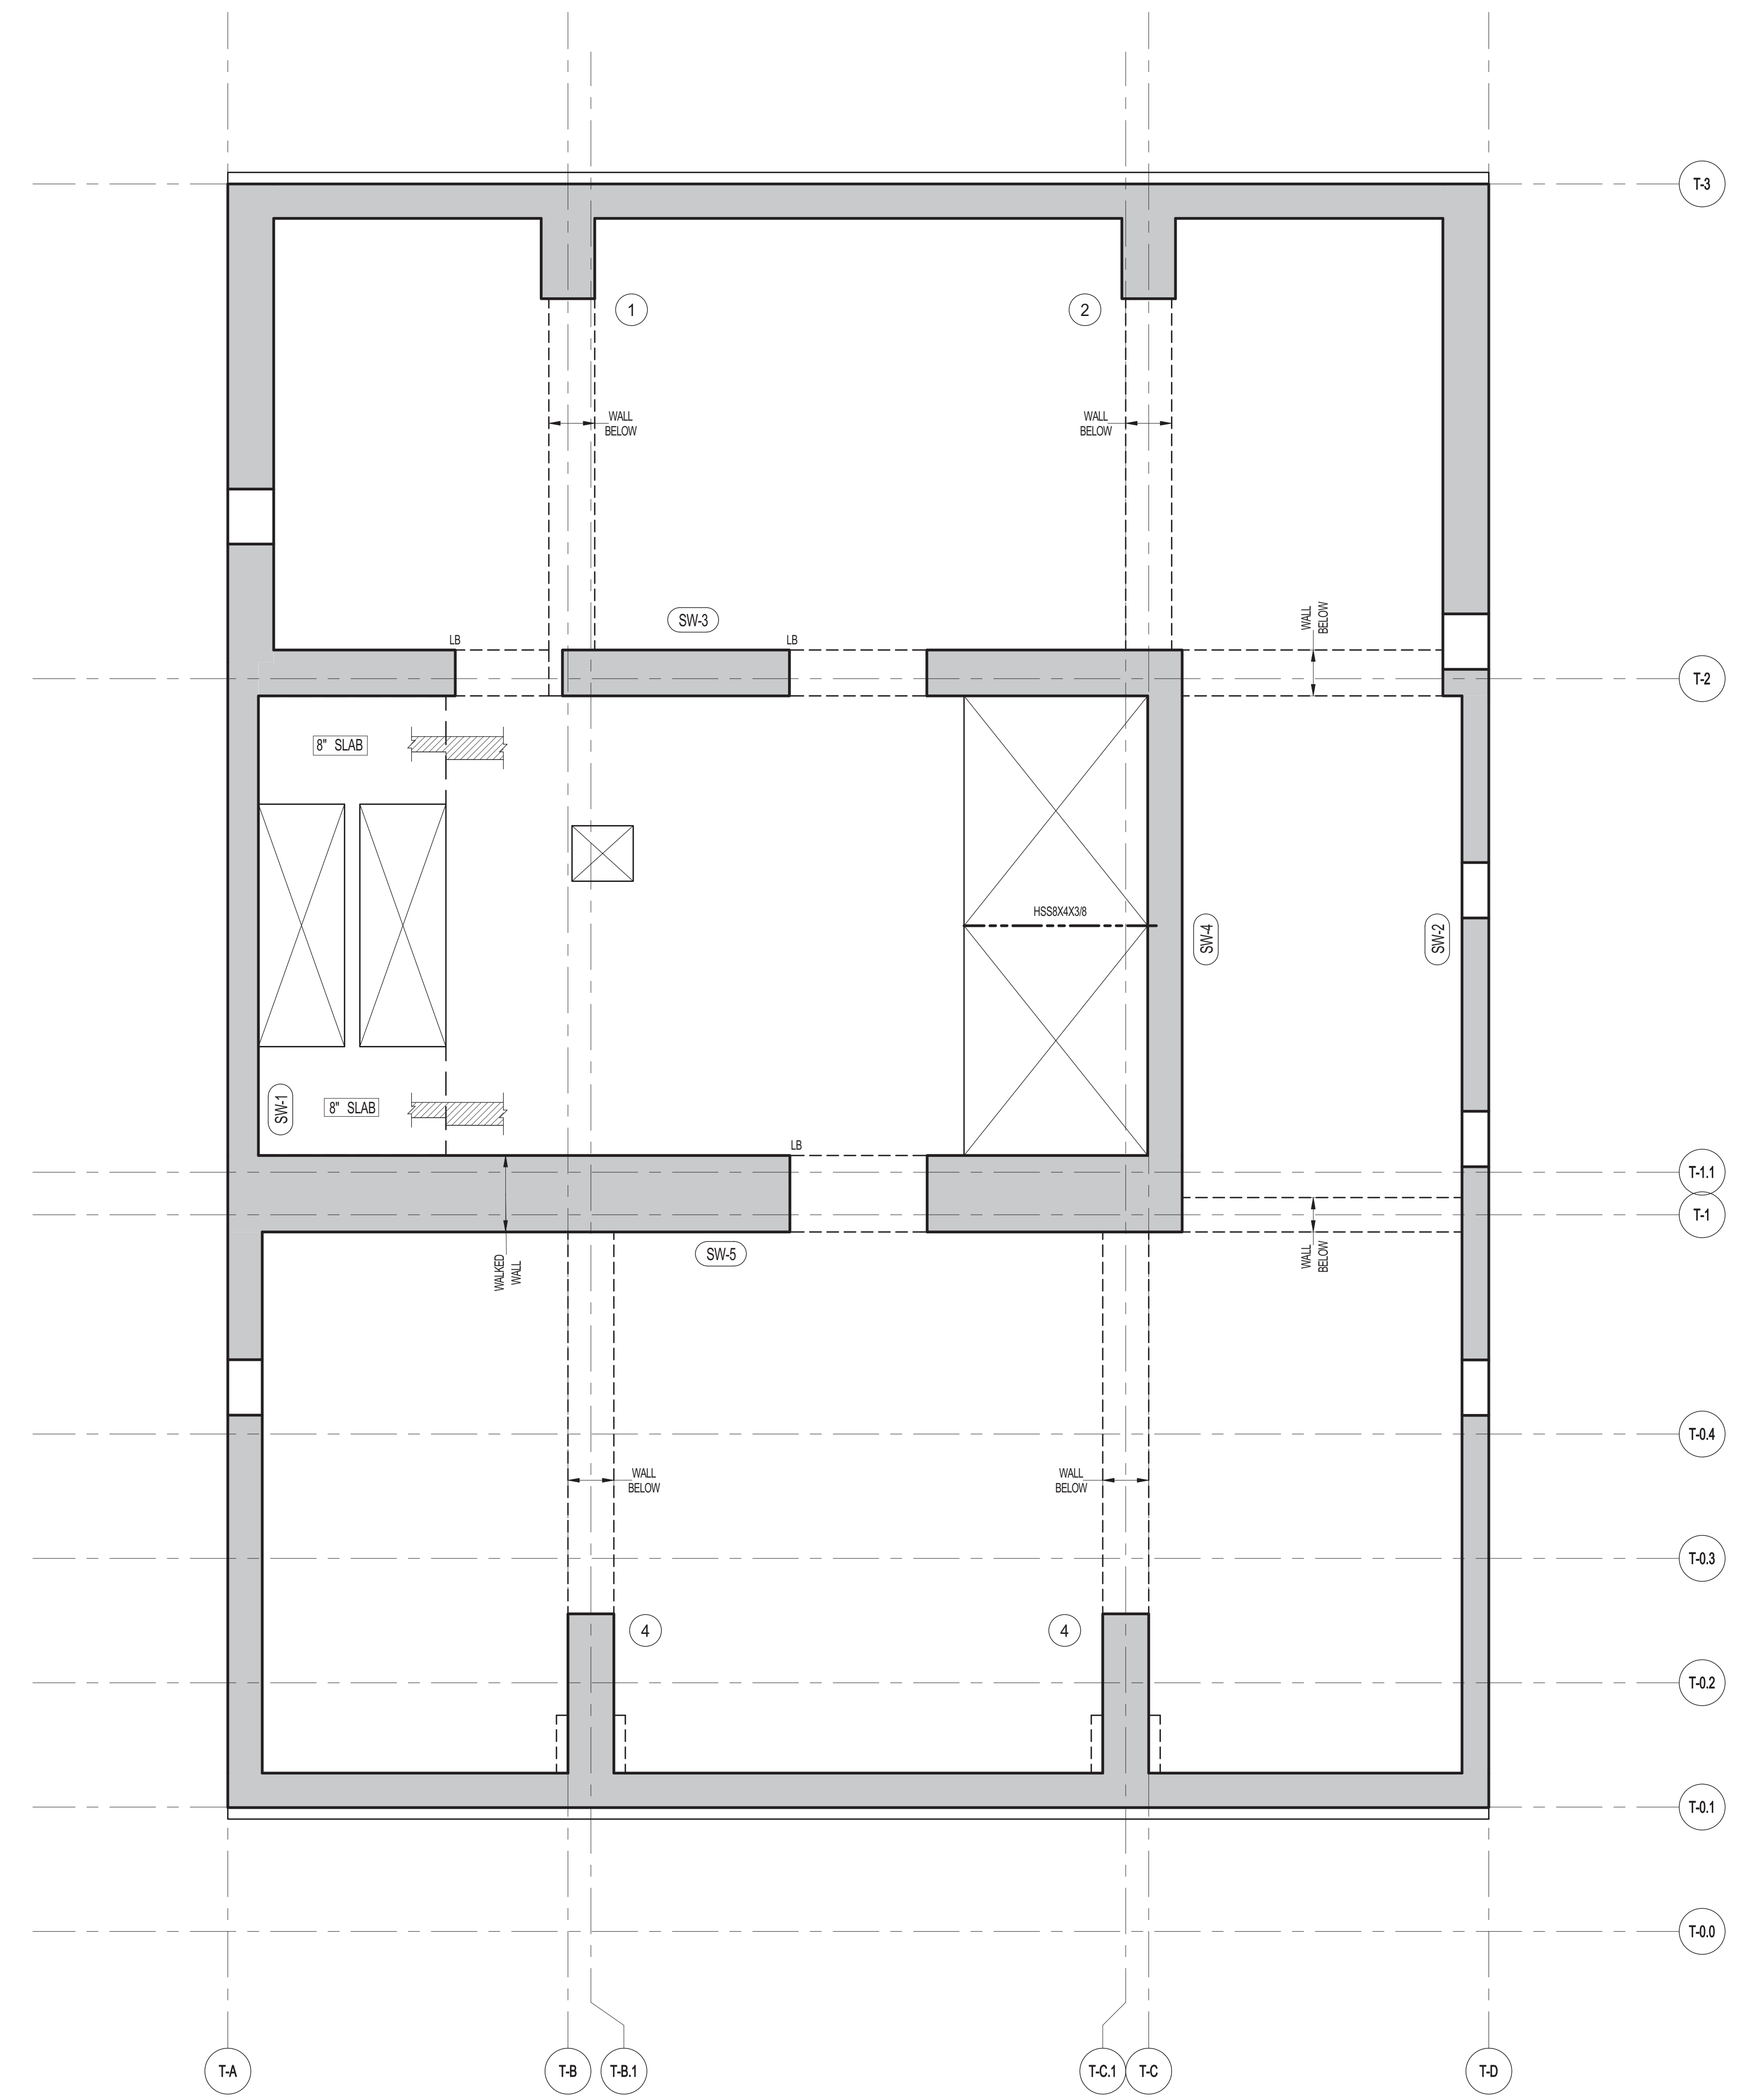 T-3
1
2
WALL
BELOW
WALL
BELOW
WALL
BELOW
SW-3
LB
LB
T-2
8" SLAB
HSS8X4X3/8
SW-4
SW-2
SW-1
8" SLAB
LB
T-1.1
T-1
SW-5
WALKED
WALL
WALL
BELOW
T-0.4
WALL
BELOW
WALL
BELOW
T-0.3
4
4
T-0.2
T-0.1
T-0.0
T-A
T-B
T-B.1
T-C.1
T-C
T-D